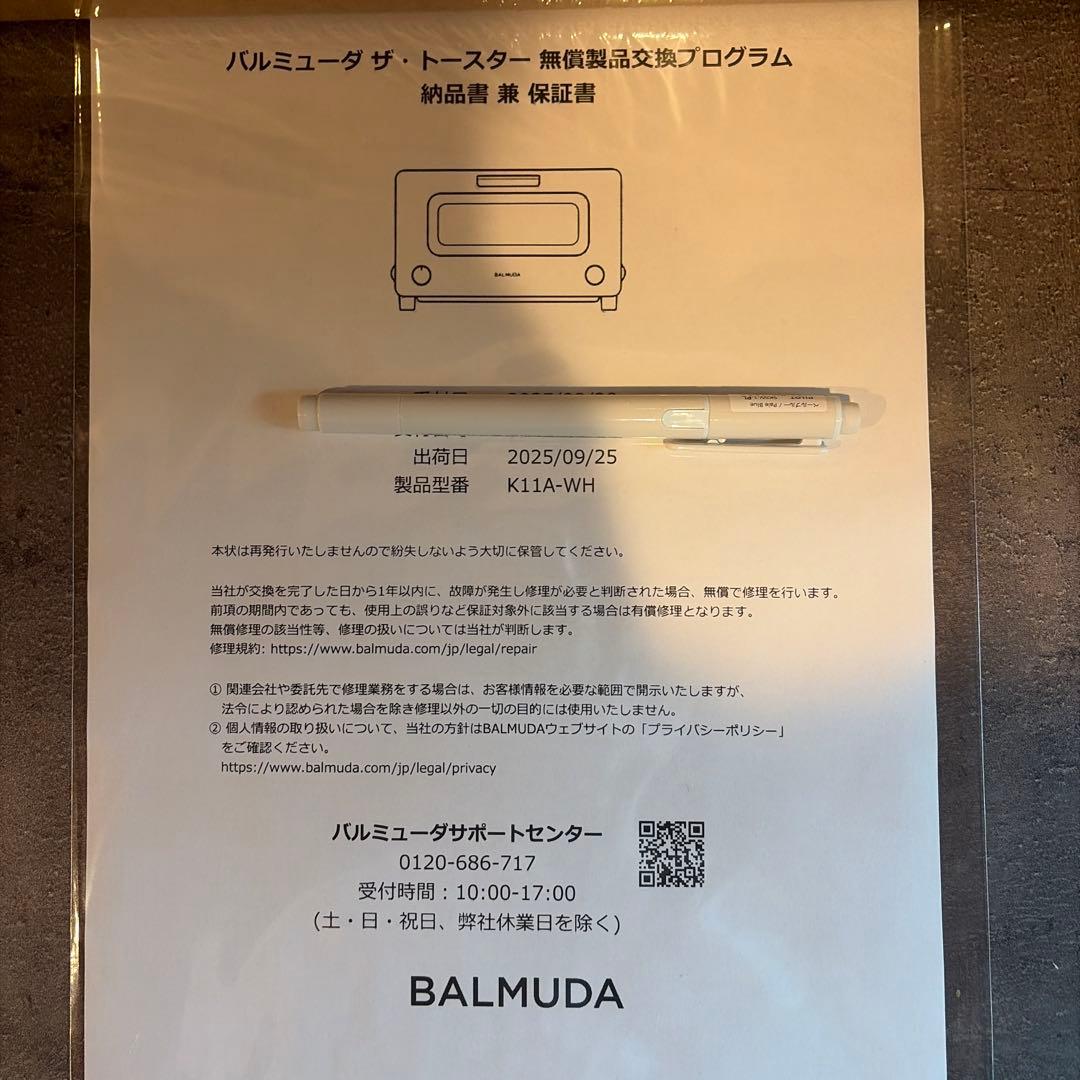 バルミューダ ザ・トースター 無償製品交換プログラム
納品書 兼 保証書
BALMUDA
ペールブルー / Pale Blue
PILOT
出荷日 2025/09/25
製品型番 K11A-WH
本状は再発行いたしませんので紛失しないよう大切に保管してください。
当社が交換を完了した日から1年以内に、故障が発生し修理が必要と判断された場合、無償で修理を行います。
前項の期間内であっても、使用上の誤りなど保証対象外に該当する場合は有償修理となります。
無償修理の該当性等、修理の扱いについては当社が判断します。
修理規約: https://www.balmuda.com/jp/legal/repair
① 関連会社や委託先で修理業務をする場合は、お客様情報を必要な範囲で開示いたしますが、
法令により認められた場合を除き修理以外の一切の目的には使用いたしません。
② 個人情報の取り扱いについて、当社の方針はBALMUDAウェブサイトの「プライバシーポリシー」
をご確認ください。
https://www.balmuda.com/jp/legal/privacy
バルミューダサポートセンター
0120-686-717
受付時間：10:00-17:00
(土・日・祝日、弊社休業日を除く)
BALMUDA